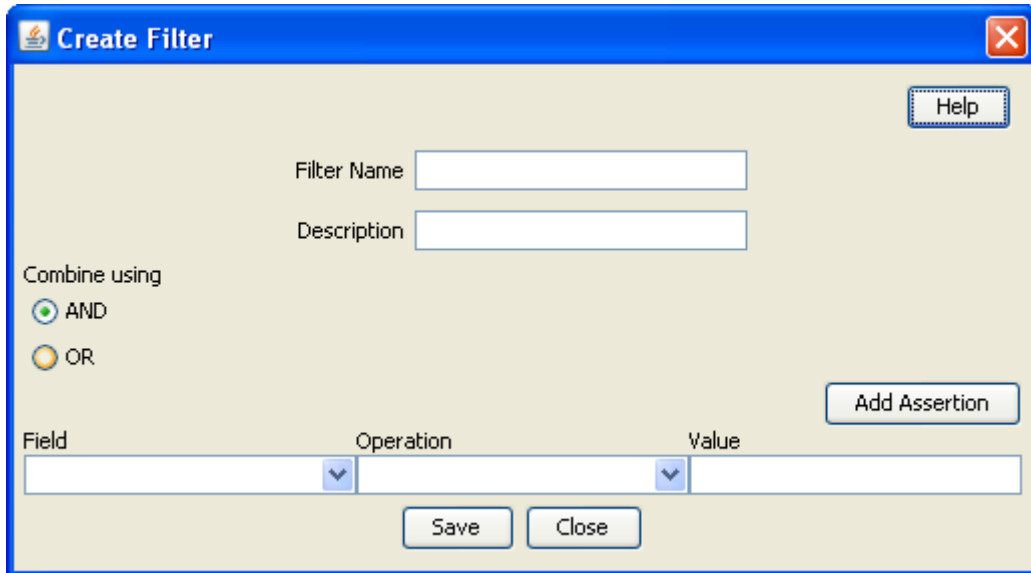 Create Filter
Help
Filter Name
Description
Combine using
AND
OR
Add Assertion
Field Operation Value
Save Close